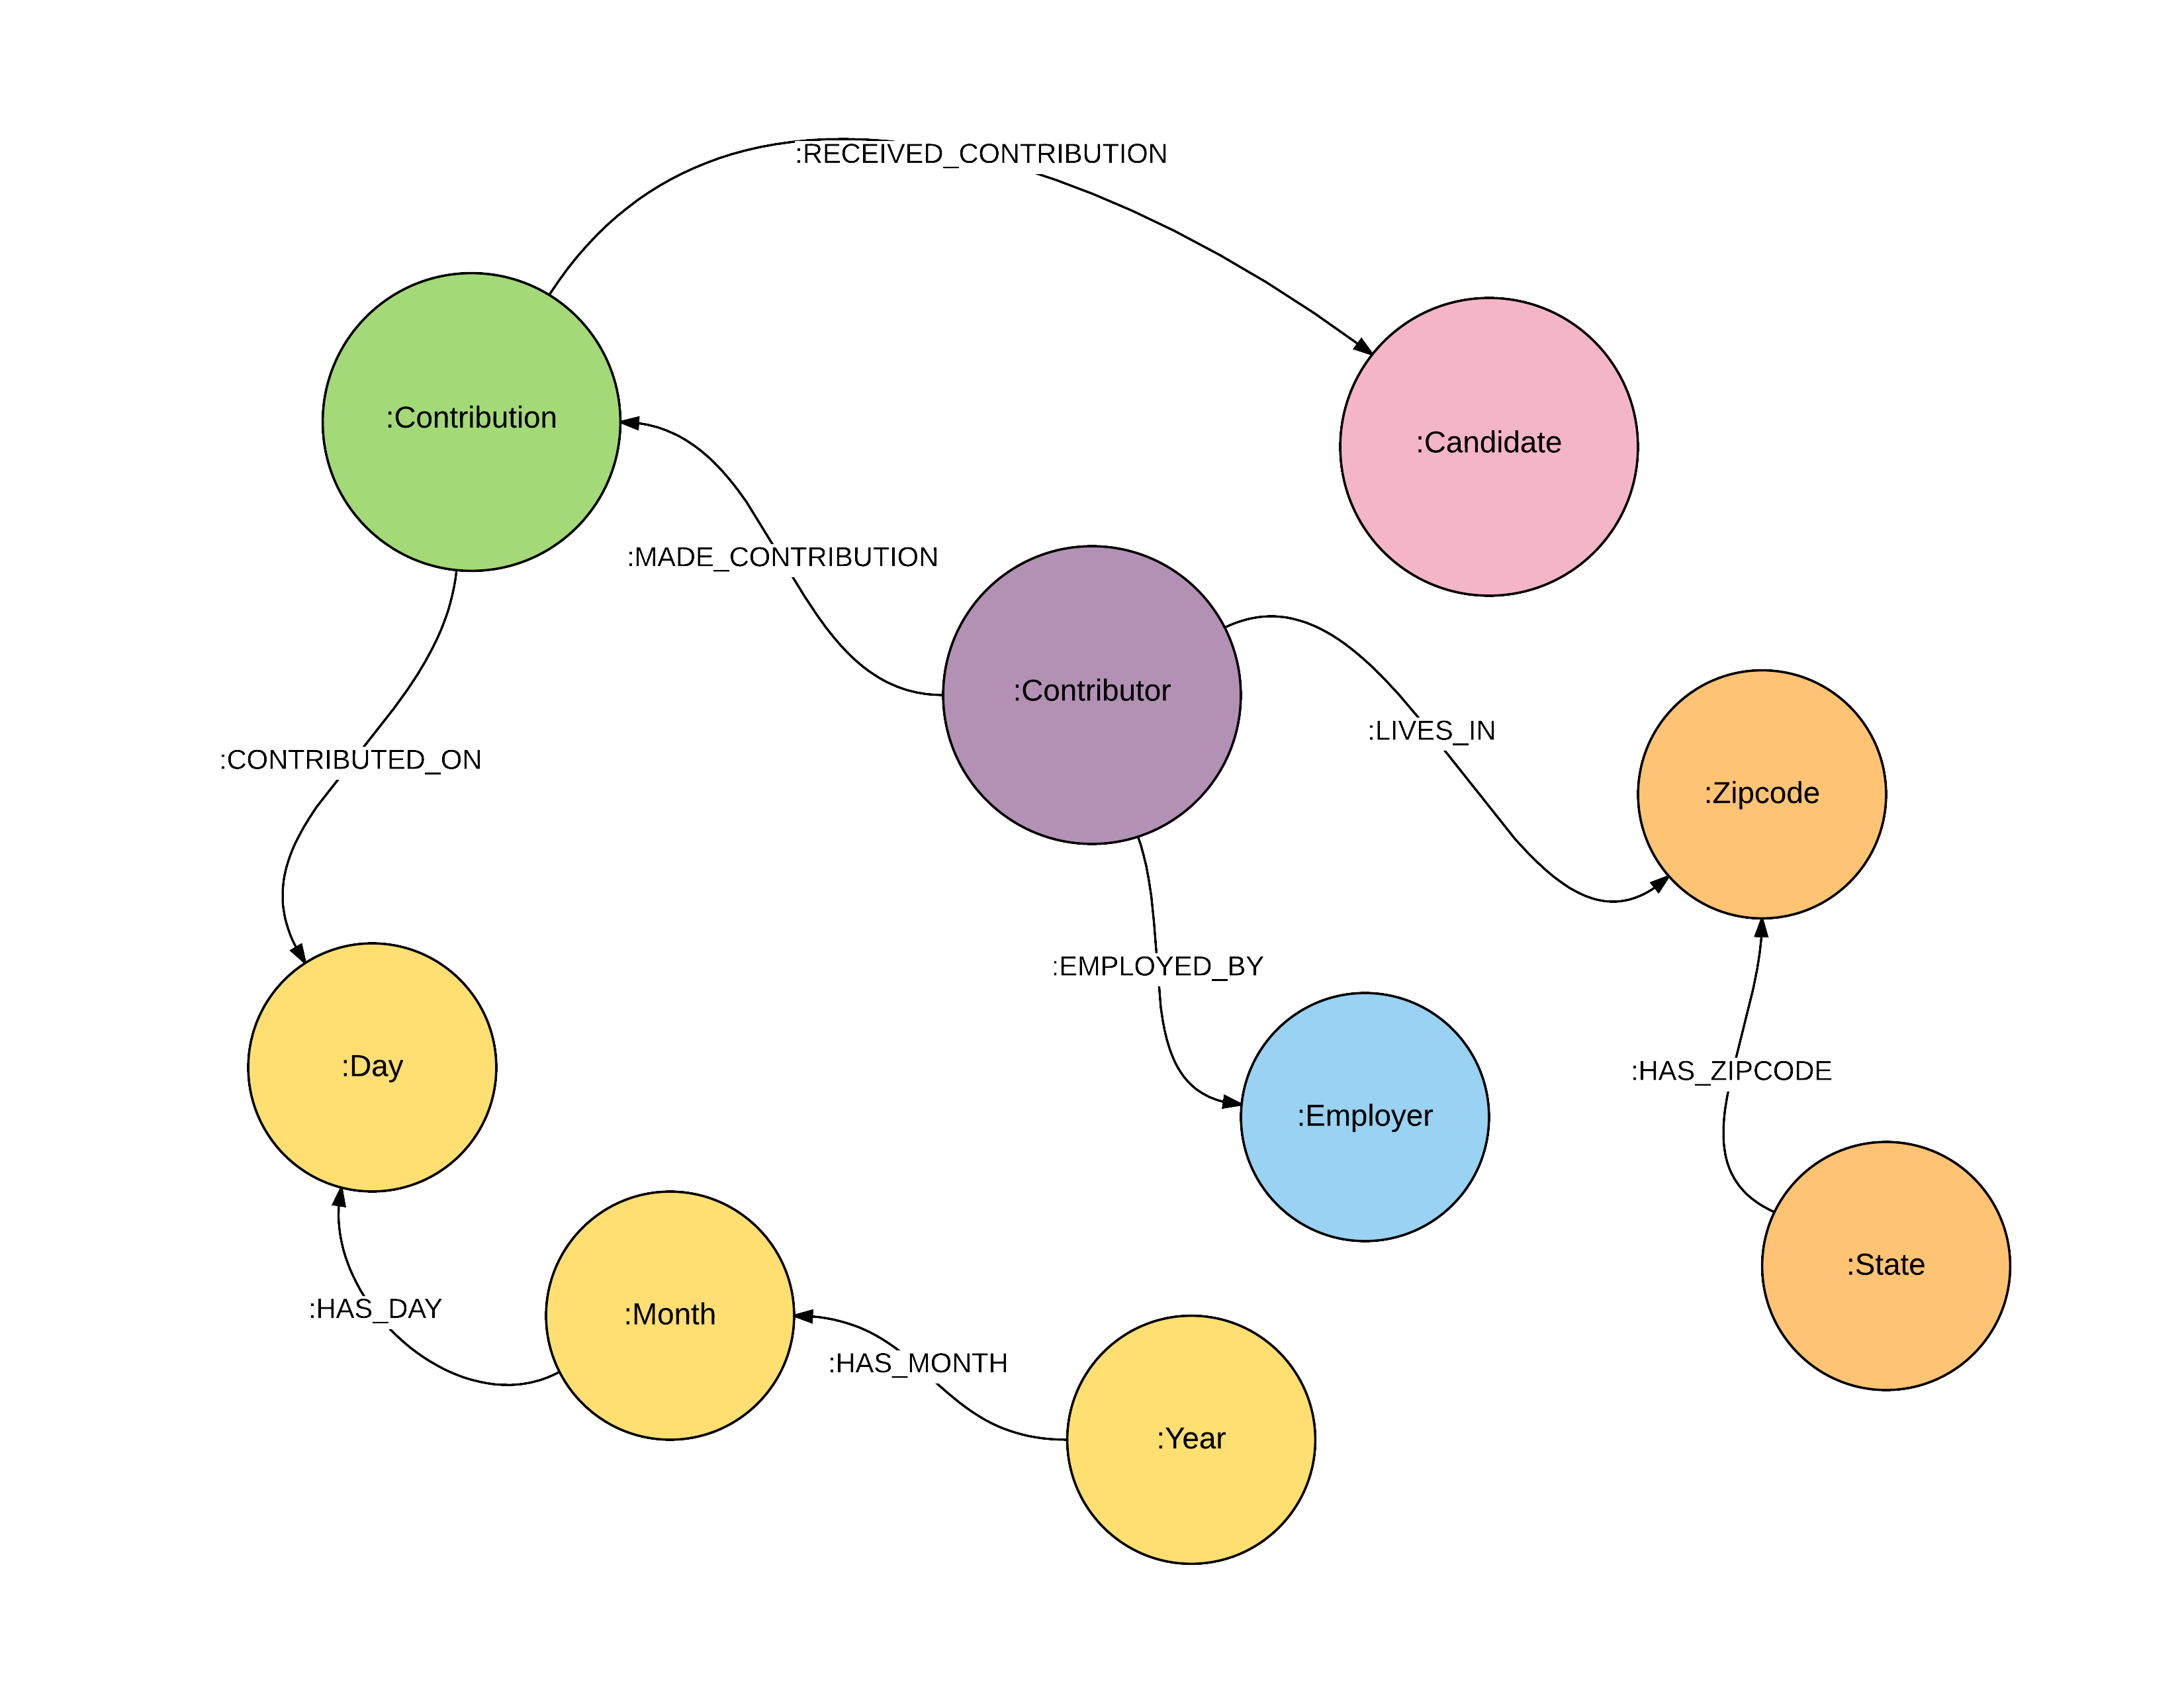 :RECEIVED_CONTRIBUTION
:Contribution
:Candidate
:MADE_CONTRIBUTION
:Contributor
:LIVES_IN
:CONTRIBUTED_ON
:Zipcode
:EMPLOYED_BY
:Day
:HAS_ZIPCODE
:Employer
:State
:HAS_DAY
:Month
:HAS_MONTH
:Year